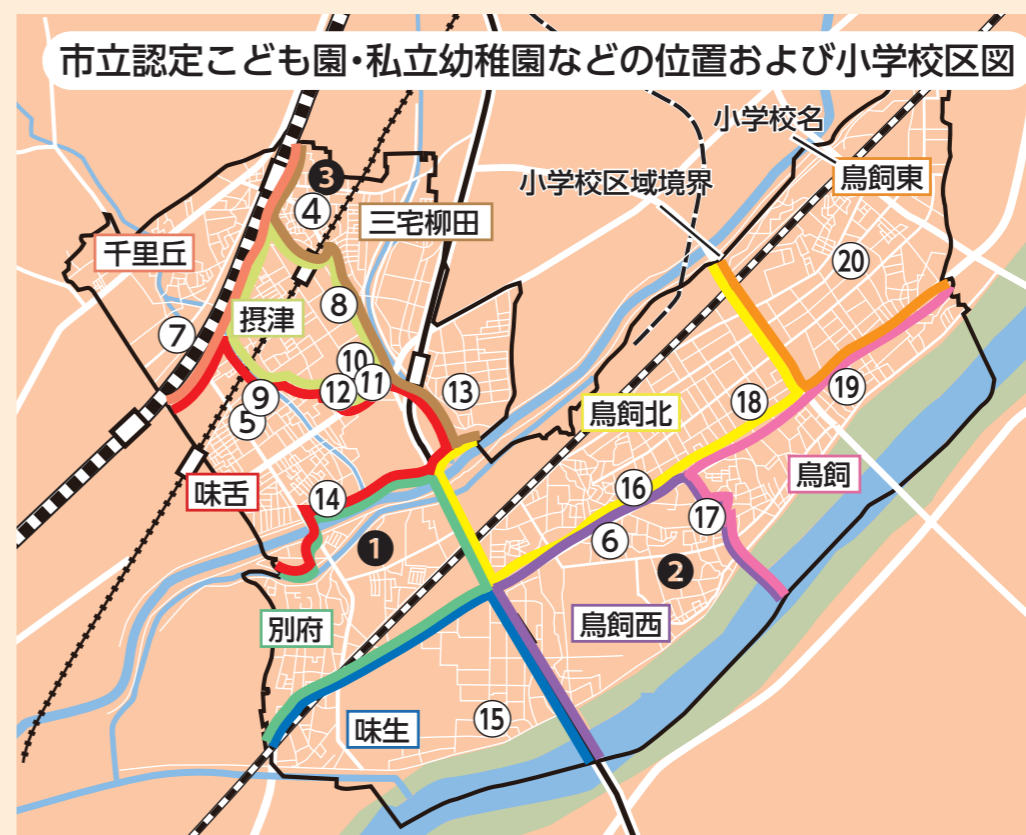 市立認定こども園・私立幼稚園などの位置および小学校区図
小学校名
小学校区域境界
鳥飼東
❸
④
三宅柳田
千里丘
⑳
⑧
摂津
⑦
⑩
⑪
⑫
⑬
⑨
⑤
⑲
⑱
鳥飼北
鳥飼
味舌
⑭
⑯
⑰
❶
⑥
❷
別府
鳥飼西
⑮
味生